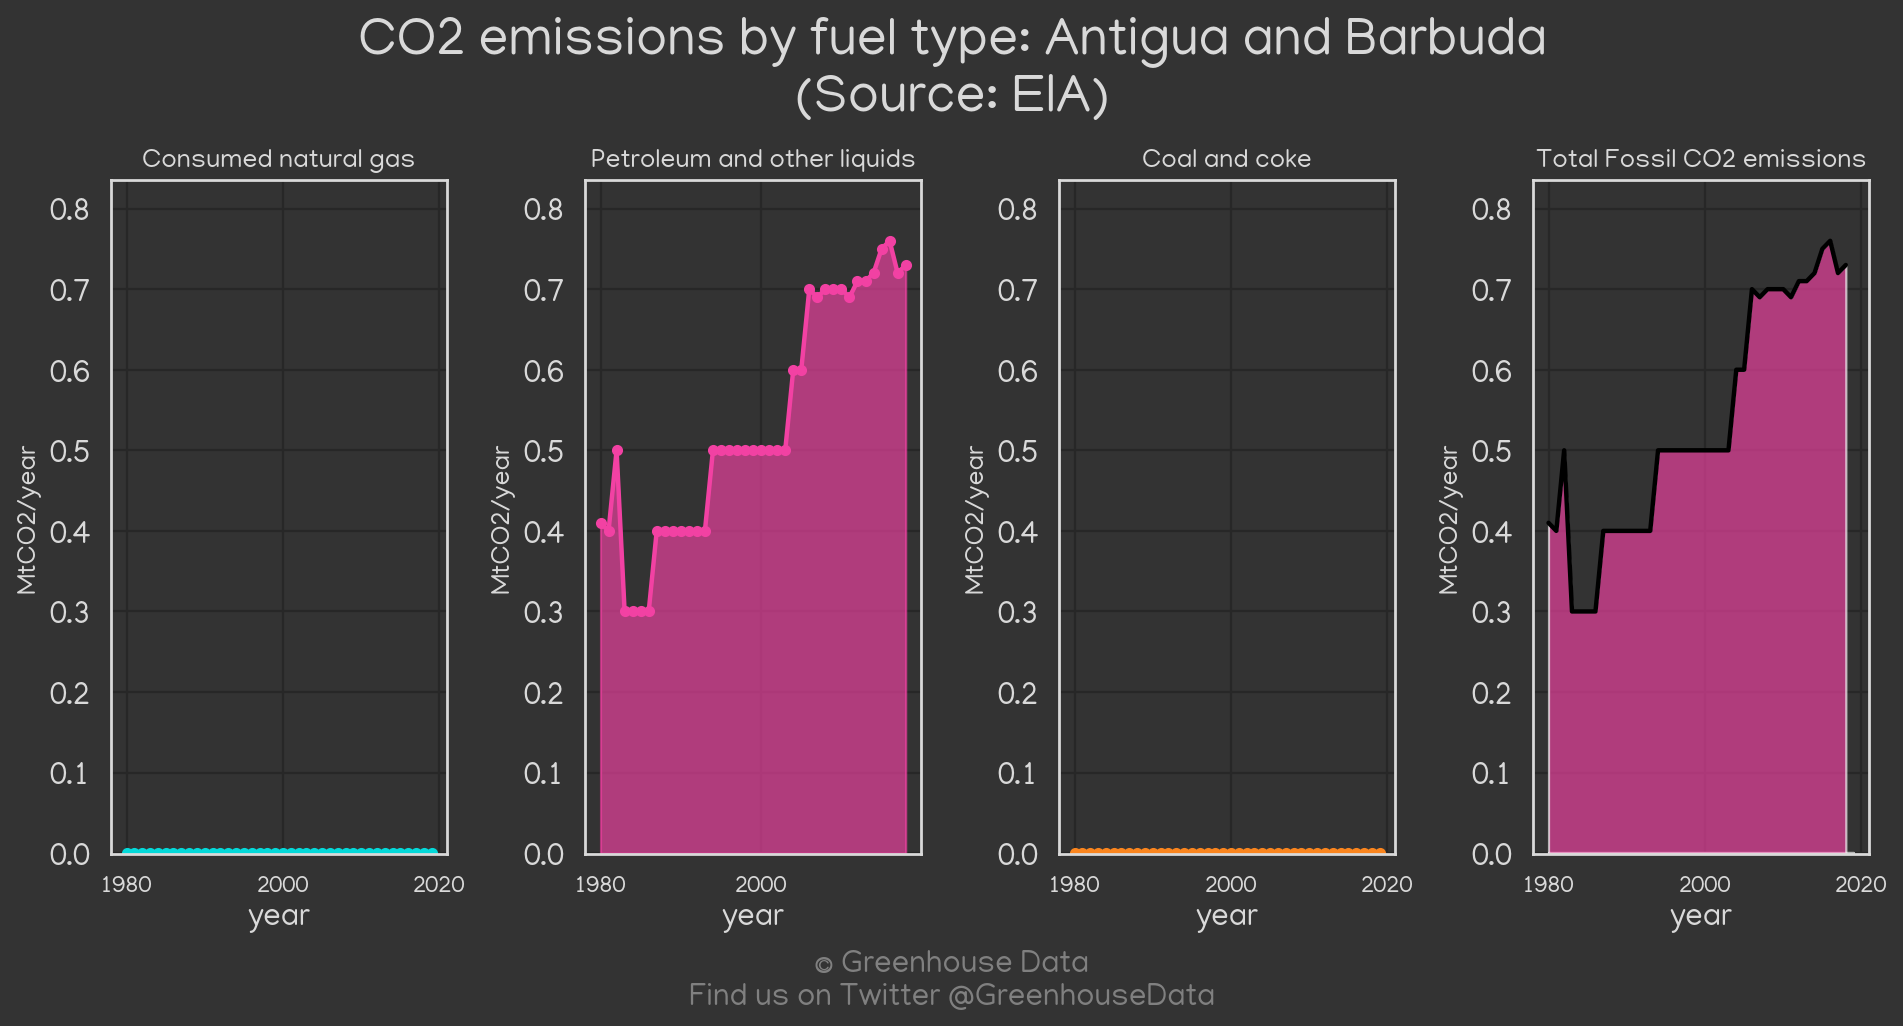 CO2 emissions by fuel type: Antigua and Barbuda
(Source: EIA)
Consumed natural gas
MtCO2/year
0.8
0.7
0.6
0.5
0.4
0.3
0.2
0.1
0.0
1980 2000 2020
year
Petroleum and other liquids
MtCO2/year
0.8
0.7
0.6
0.5
0.4
0.3
0.2
0.1
0.0
1980 2000
year
Coal and coke
MtCO2/year
0.8
0.7
0.6
0.5
0.4
0.3
0.2
0.1
0.0
1980 2000 2020
year
Total Fossil CO2 emissions
MtCO2/year
0.8
0.7
0.6
0.5
0.4
0.3
0.2
0.1
0.0
1980 2000 2020
year
© Greenhouse Data
Find us on Twitter @GreenhouseData